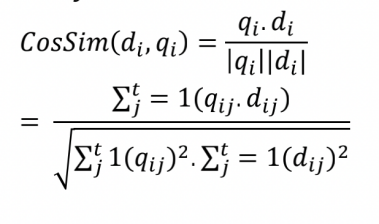 CosSim(d_i, q_i) = q_i . d_i / |q_i||d_i|
= ∑_j^t = 1(q_ij . d_ij) / √(∑_j^t 1(q_ij)² . ∑_j^t = 1(d_ij)²)